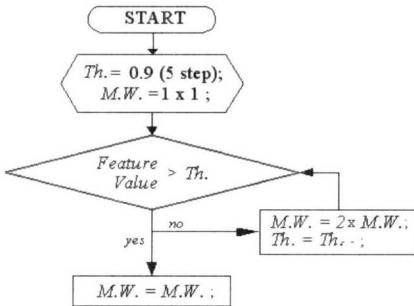 START
Th. = 0.9 (5 step);
M.W. = 1 x 1 ;
Feature
Value > Th.
no
yes
M.W. = 2 x M.W. ;
Th. = Th. - - ;
M.W. = M.W. ;